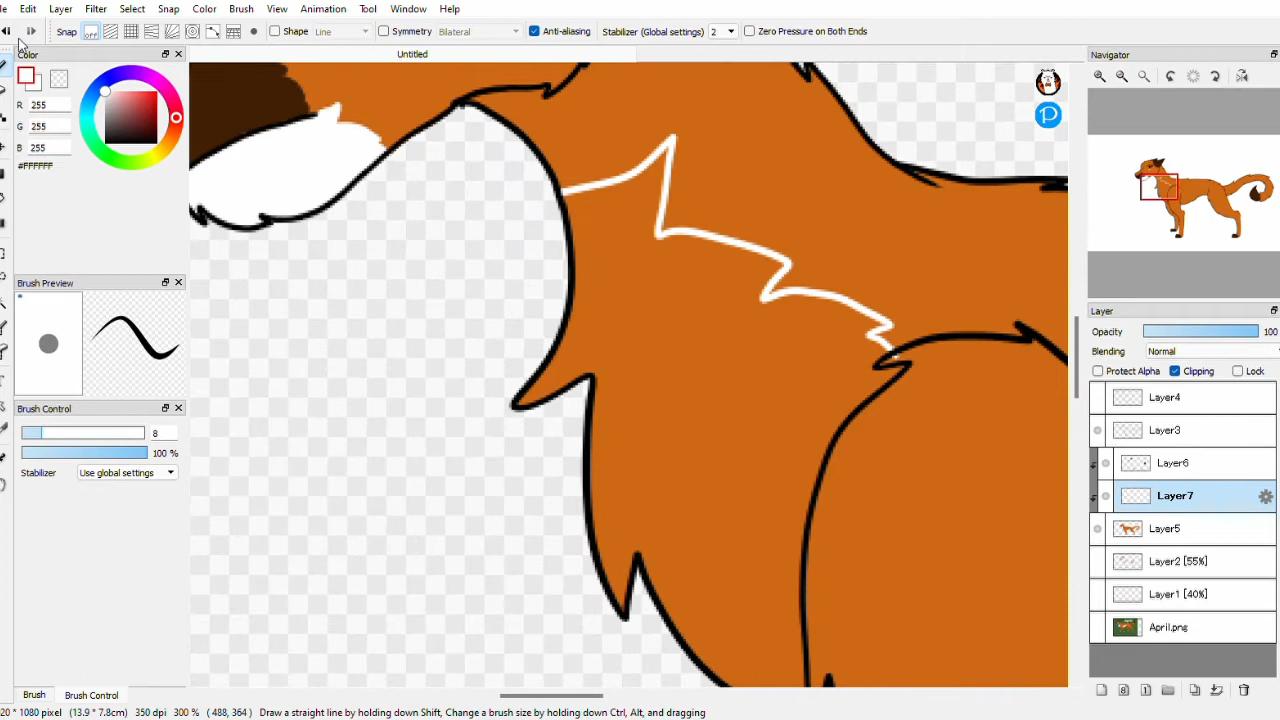 le Edit Layer Filter Select Snap Color Brush View Animation Tool Window Help
Snap OFF Shape Line Symmetry Bilateral Anti-aliasing Stabilizer (Global settings) 2 Zero Pressure on Both Ends
Color
Untitled
Navigator
R 255
G 255
B 255
#FFFFFF
Brush Preview
Brush Control
8
100 %
Stabilizer Use global settings
Layer
Opacity 100
Blending Normal
Protect Alpha Clipping Lock
Layer4
Layer3
Layer6
Layer7
Layer5
Layer2 [55%]
Layer1 [40%]
April.png
Brush Brush Control
20 * 1080 pixel (13.9 * 7.8cm) 350 dpi 300 % ( 488, 364 ) Draw a straight line by holding down Shift, Change a brush size by holding down Ctrl, Alt, and dragging